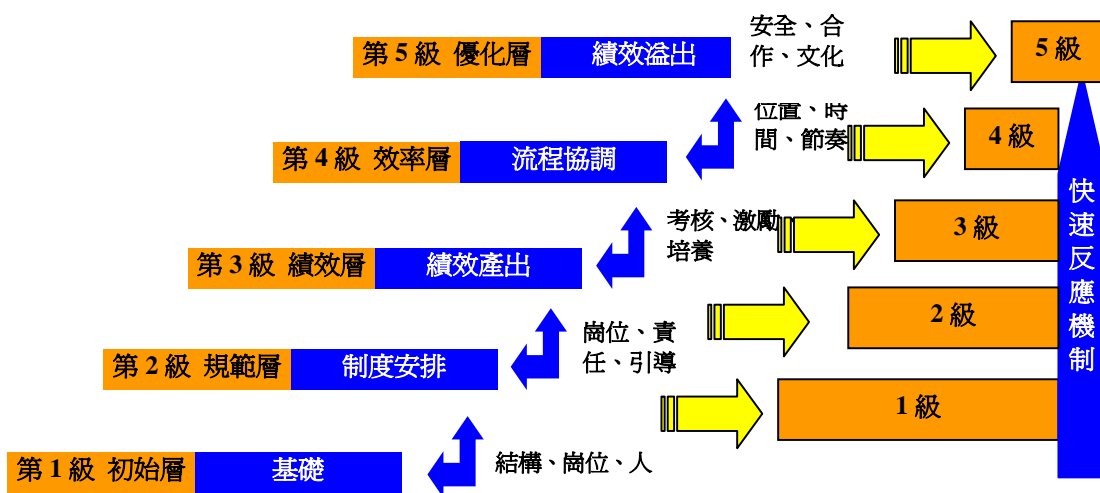 第 5 級 優化層 績效溢出
安全、合
作、文化
5 級
第 4 級 效率層 流程協調
位置、時
間、節奏
4 級
第 3 級 績效層 績效產出
考核、激勵、
培養
3 級
第 2 級 規範層 制度安排
崗位、責
任、引導
2 級
第 1 級 初始層 基礎
結構、崗位、人
1 級
快速反應機制